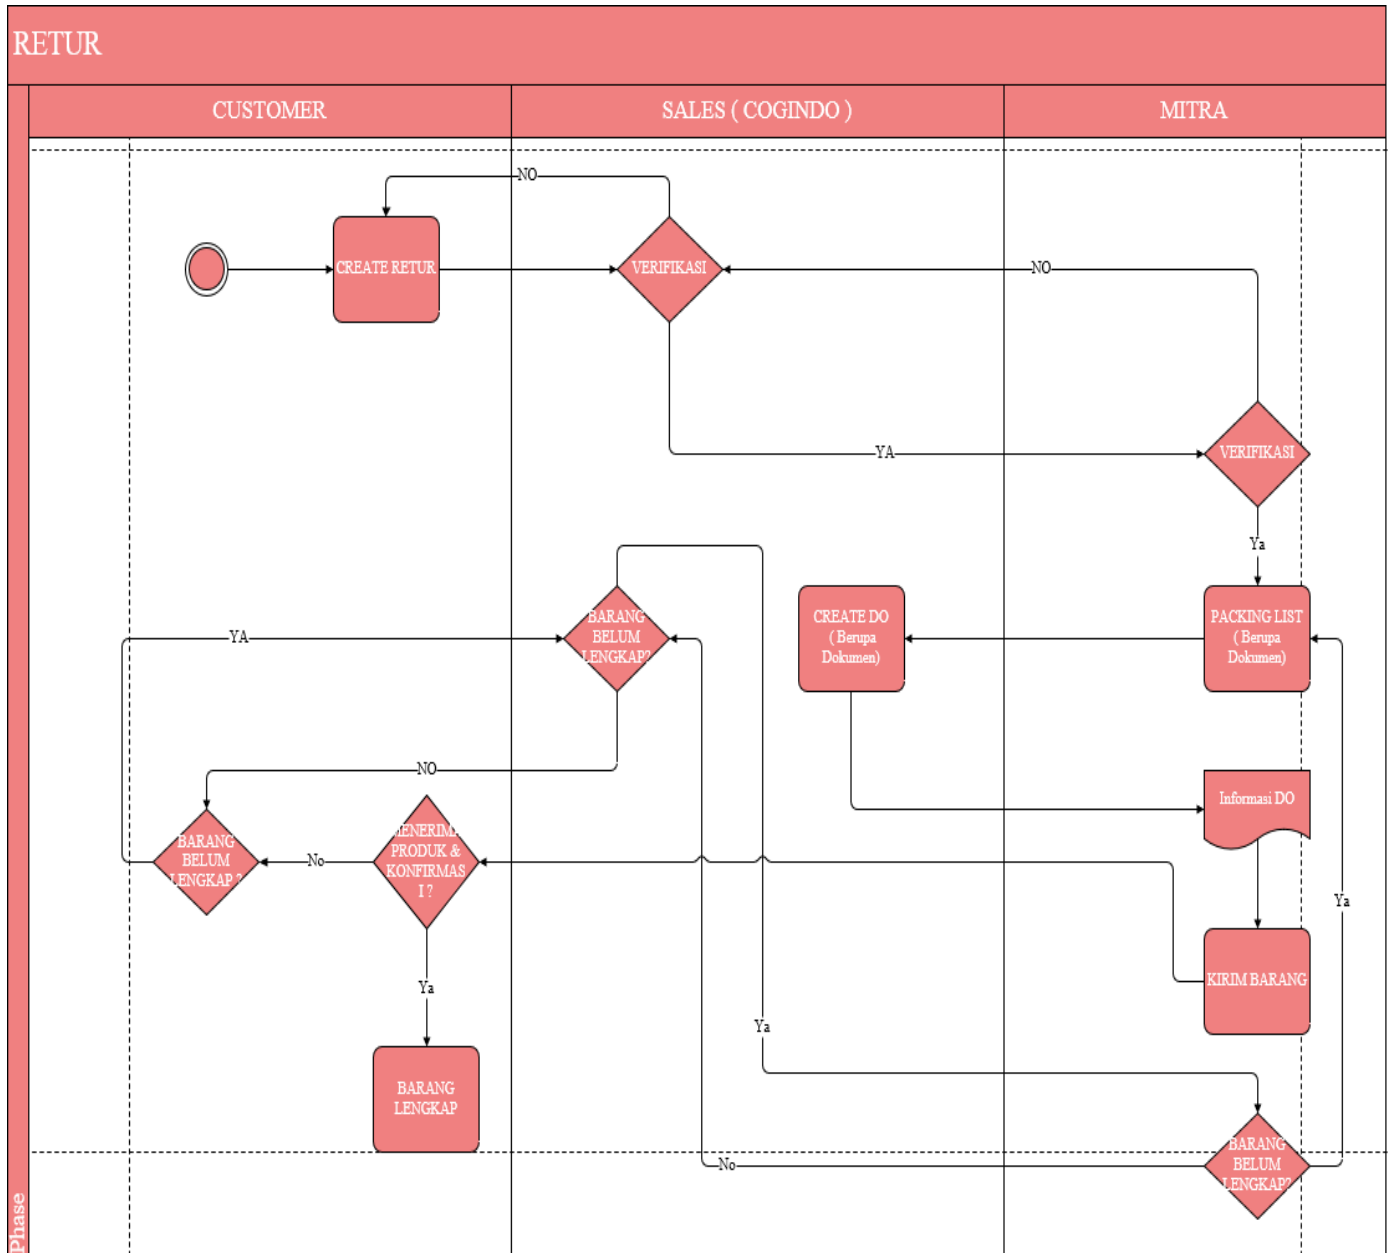 RETUR
CUSTOMER
SALES ( COGINDO )
MITRA
NO
CREATE RETUR
VERIFIKASI
NO
YA
VERIFIKASI
Ya
BARANG
BELUM
LENGKAP?
CREATE DO
( Berupa
Dokumen)
PACKING LIST
( Berupa
Dokumen)
YA
NO
Informasi DO
BARANG
BELUM
LENGKAP ?
No
MENERIMA
PRODUK &
KONFIRMAS
I ?
Ya
KIRIM BARANG
Ya
Ya
BARANG
LENGKAP
No
BARANG
BELUM
LENGKAP?
Phase